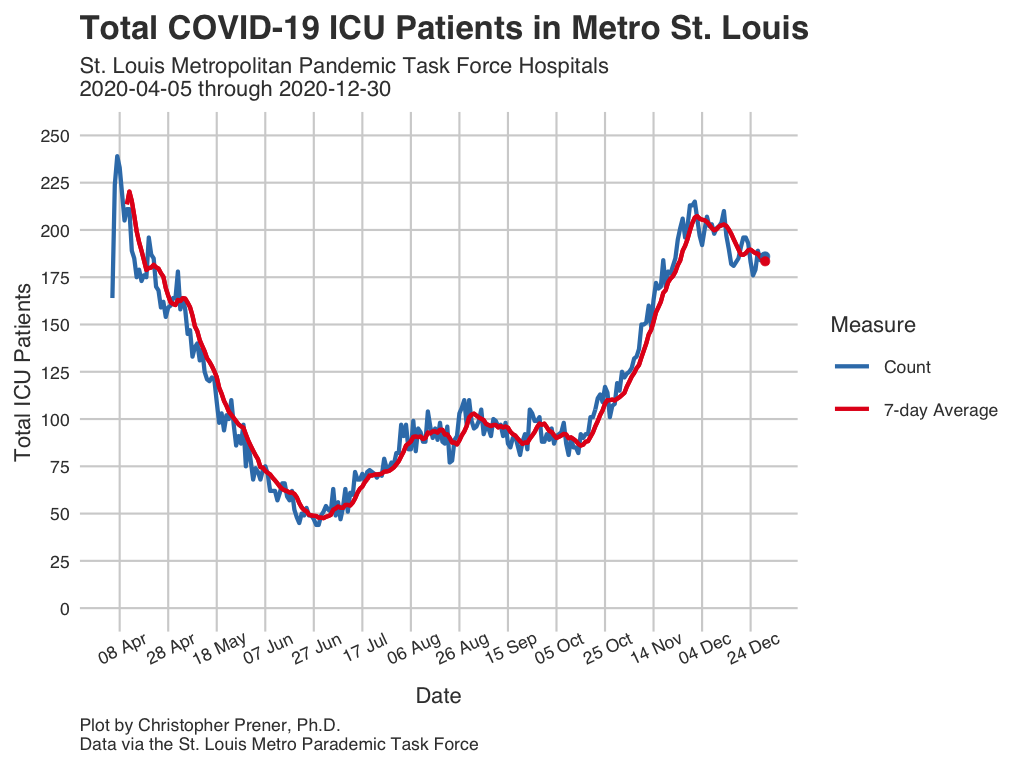 Total COVID-19 ICU Patients in Metro St. Louis
St. Louis Metropolitan Pandemic Task Force Hospitals
2020-04-05 through 2020-12-30
Total ICU Patients
250
225
200
175
150
125
100
75
50
25
0
08 Apr
28 Apr
18 May
07 Jun
27 Jun
17 Jul
06 Aug
26 Aug
15 Sep
05 Oct
25 Oct
14 Nov
04 Dec
24 Dec
Date
Measure
Count
7-day Average
Plot by Christopher Prener, Ph.D.
Data via the St. Louis Metro Parademic Task Force